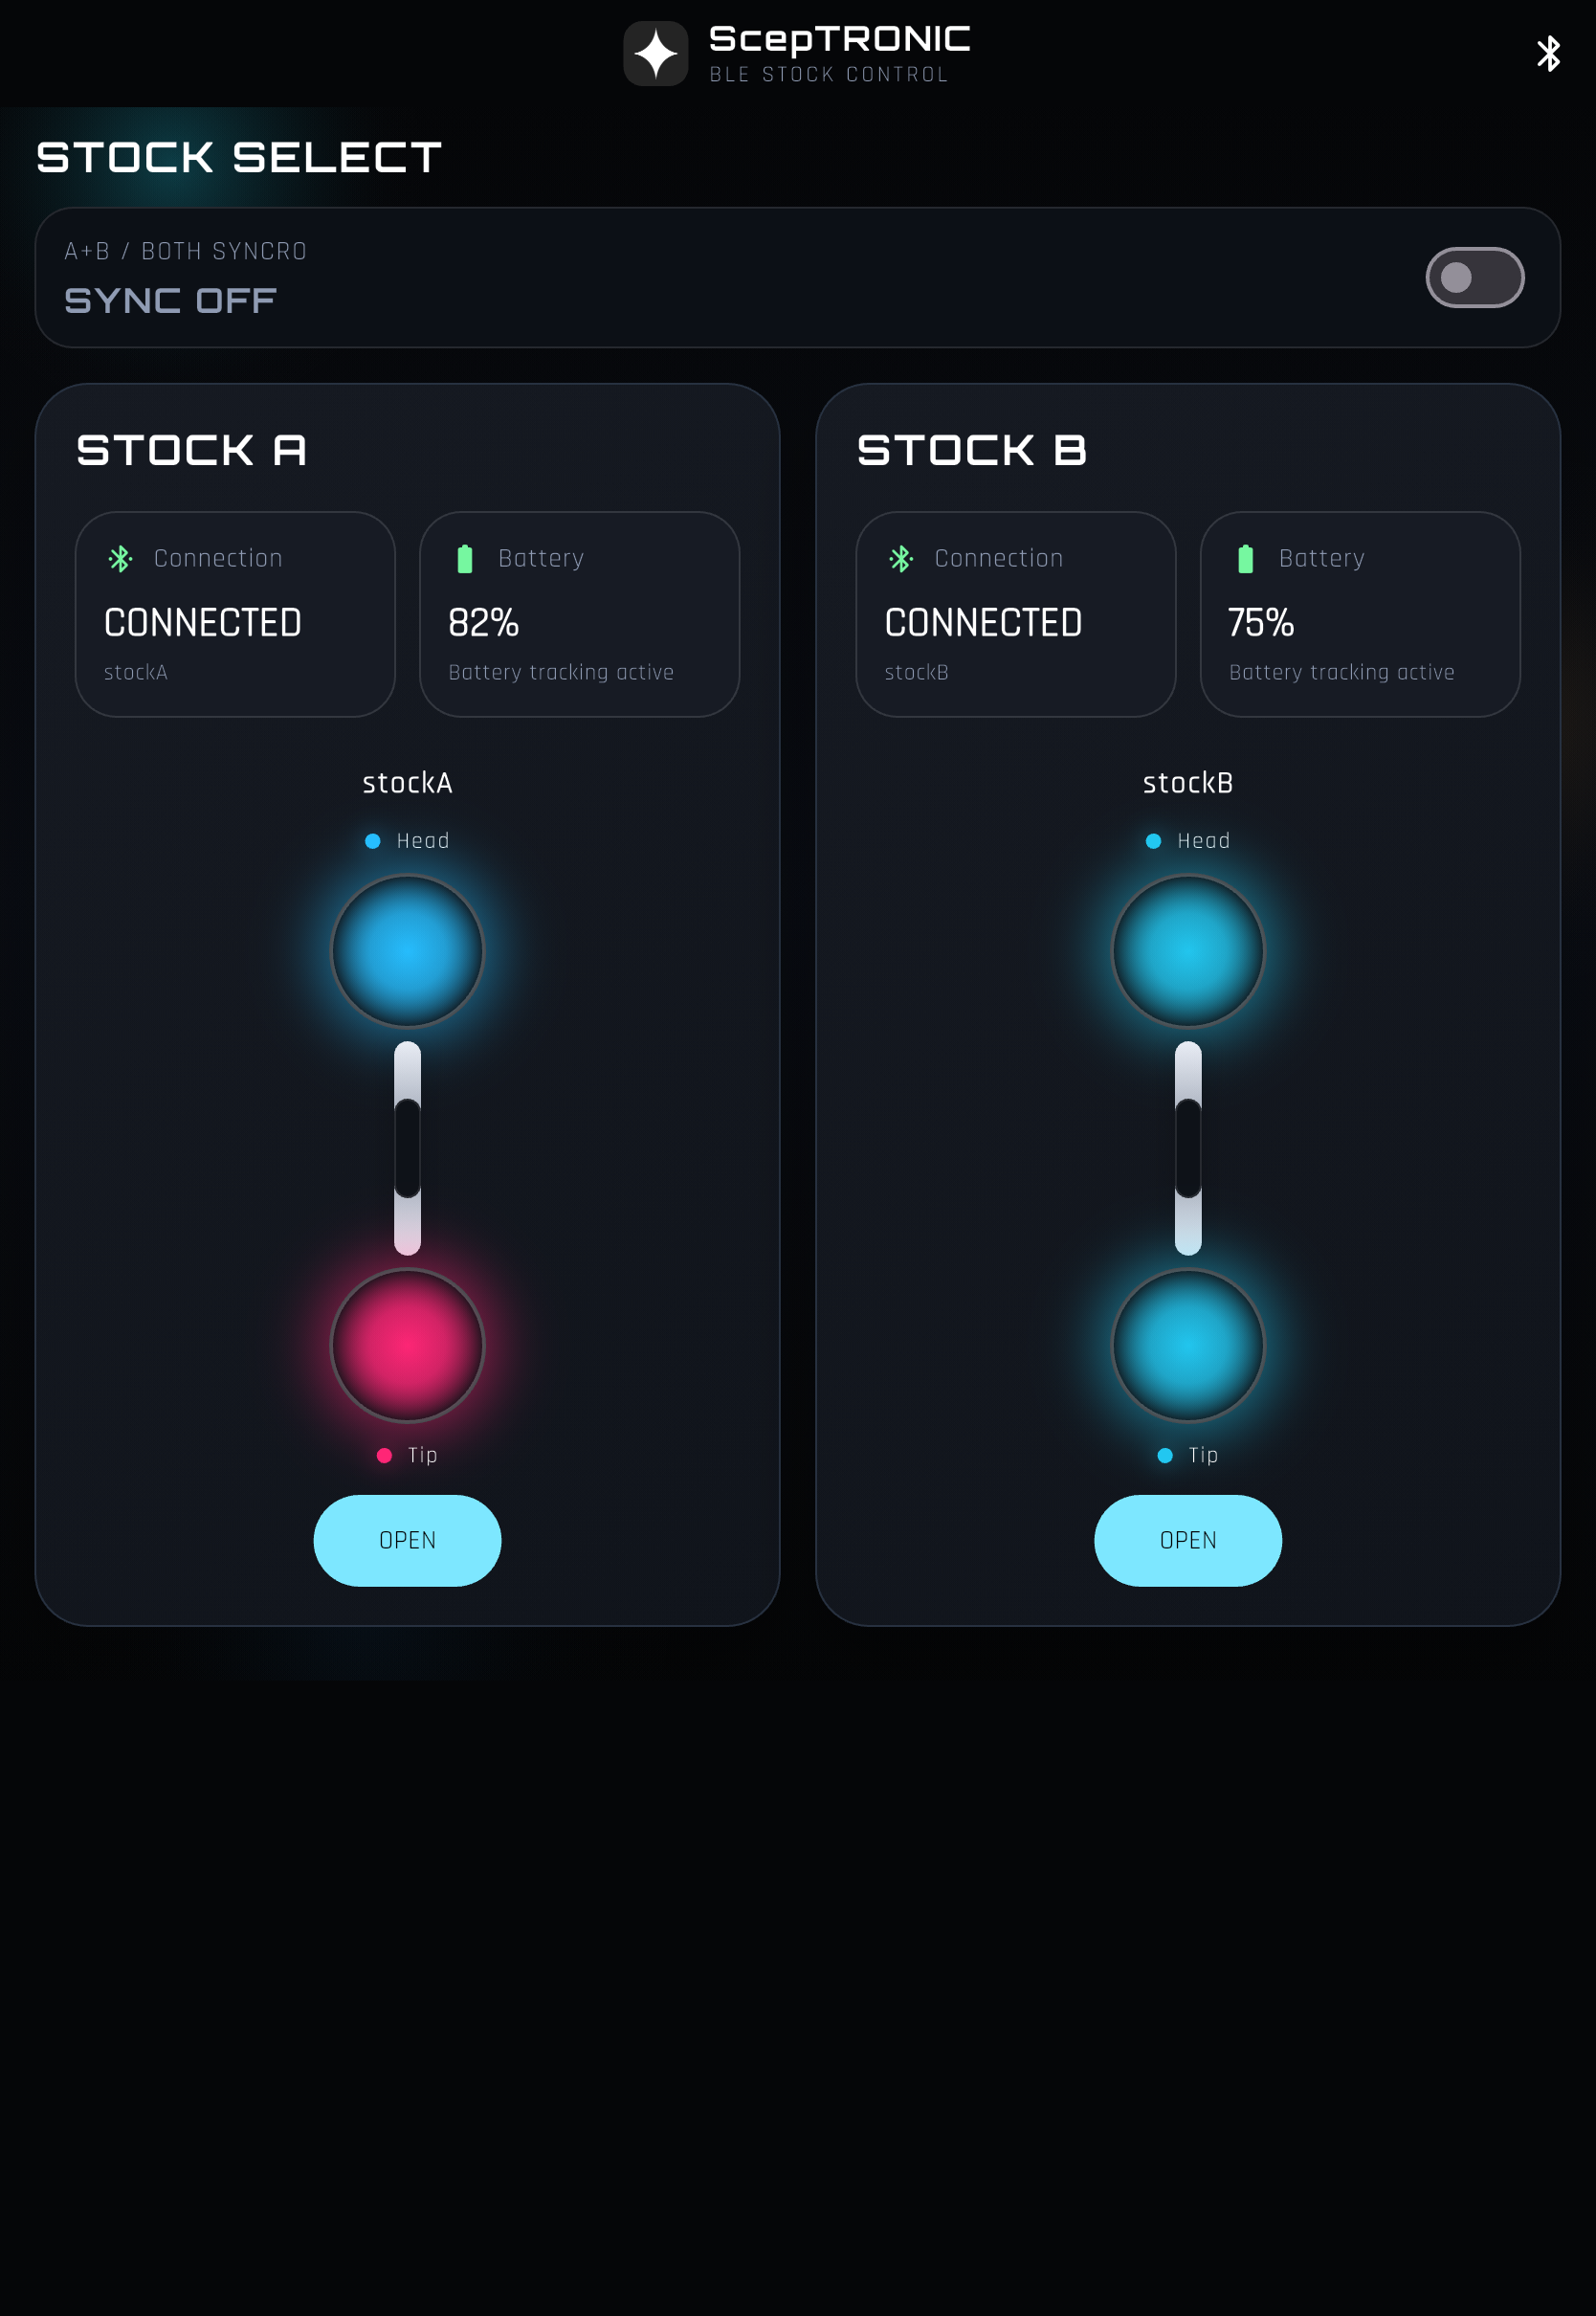 ScepTRONIC
BLE STOCK CONTROL
STOCK SELECT
A+B / BOTH SYNCRO
SYNC OFF
STOCK A
Connection
CONNECTED
stockA
Battery
82%
Battery tracking active
stockA
Head
Tip
OPEN
STOCK B
Connection
CONNECTED
stockB
Battery
75%
Battery tracking active
stockB
Head
Tip
OPEN